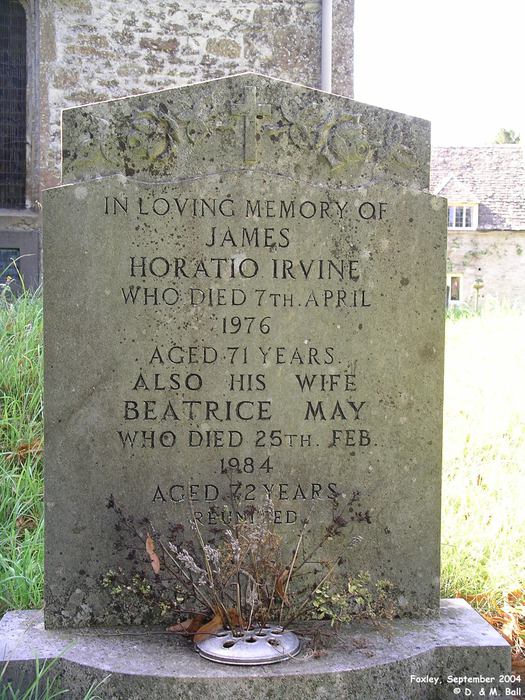 IN LOVING MEMORY OF
JAMES
HORATIO IRVINE
WHO DIED 7TH. APRIL
1976
AGED 71 YEARS.
ALSO HIS WIFE
BEATRICE MAY
WHO DIED 25TH. FEB.
1984
AGED 72 YEARS
REUNITED
Foxley, September 2004
© D. & M. Ball